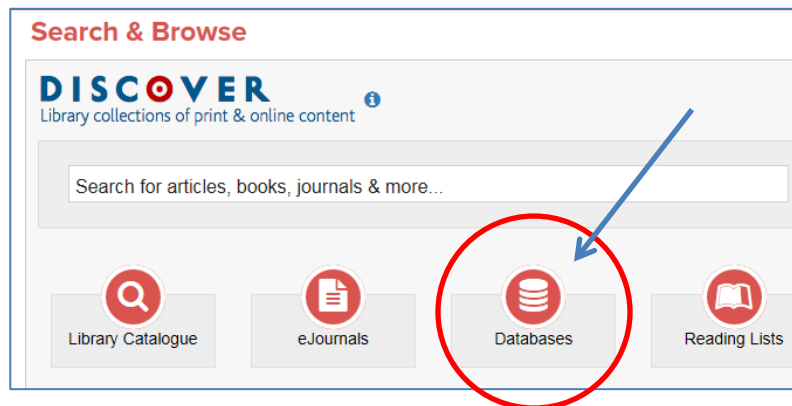 Search & Browse
DISCOVER
Library collections of print & online content
Search for articles, books, journals & more...
Library Catalogue
eJournals
Databases
Reading Lists